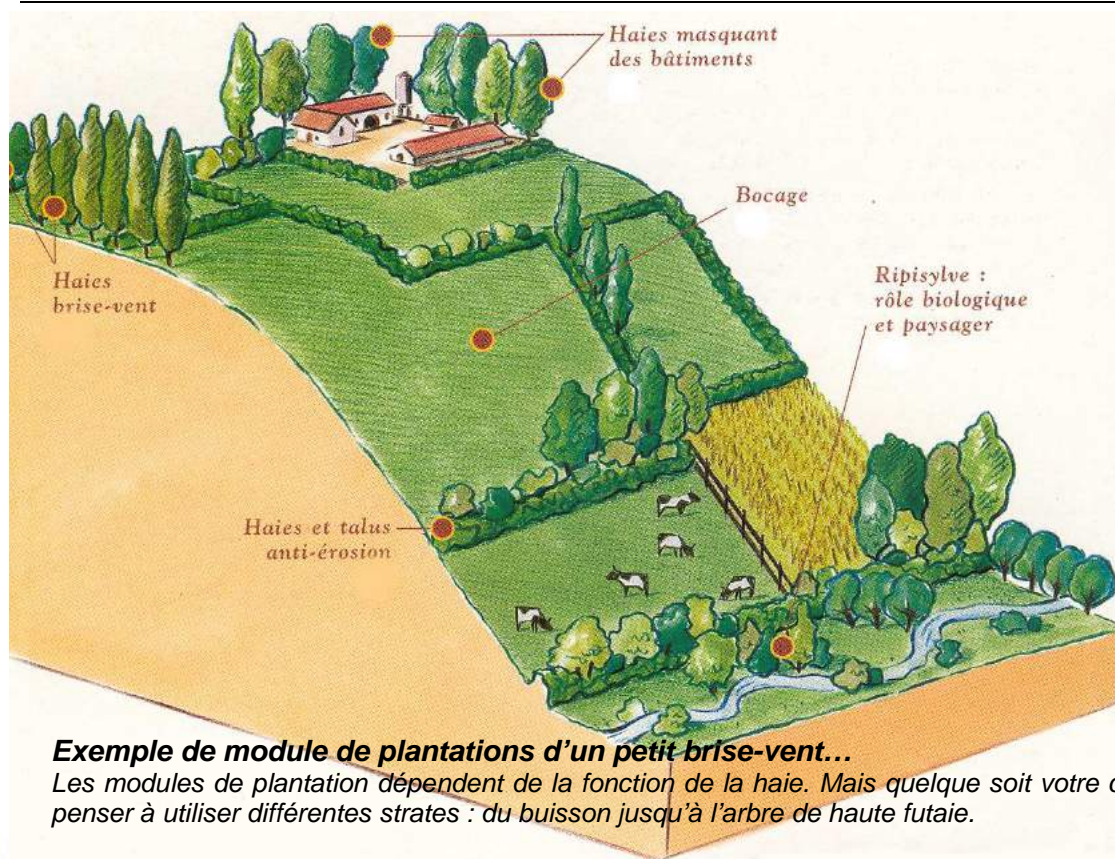 Haies masquant
des bâtiments
Bocage
Haies
brise-vent
Ripisylve :
rôle biologique
et paysager
Haies et talus
anti-érosion
Exemple de module de plantations d'un petit brise-vent…
Les modules de plantation dépendent de la fonction de la haie. Mais quelque soit votre
penser à utiliser différentes strates : du buisson jusqu'à l'arbre de haute futaie.